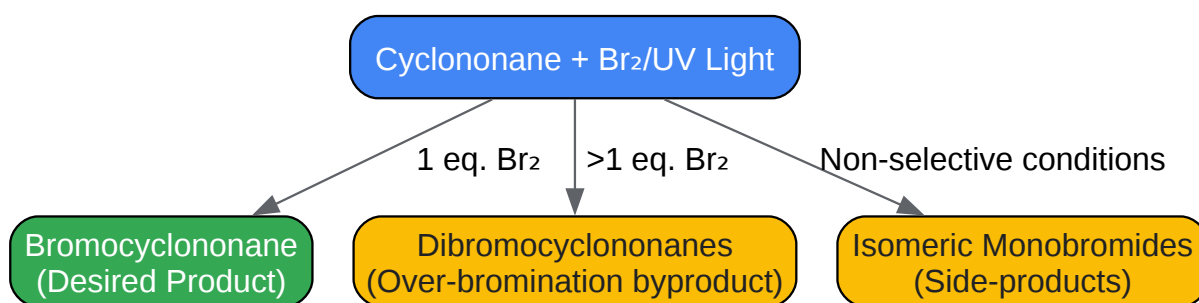 Cyclononane + Br₂/UV Light
1 eq. Br₂
>1 eq. Br₂
Non-selective conditions
Bromocyclononane
(Desired Product)
Dibromocyclononanes
(Over-bromination byproduct)
Isomeric Monobromides
(Side-products)